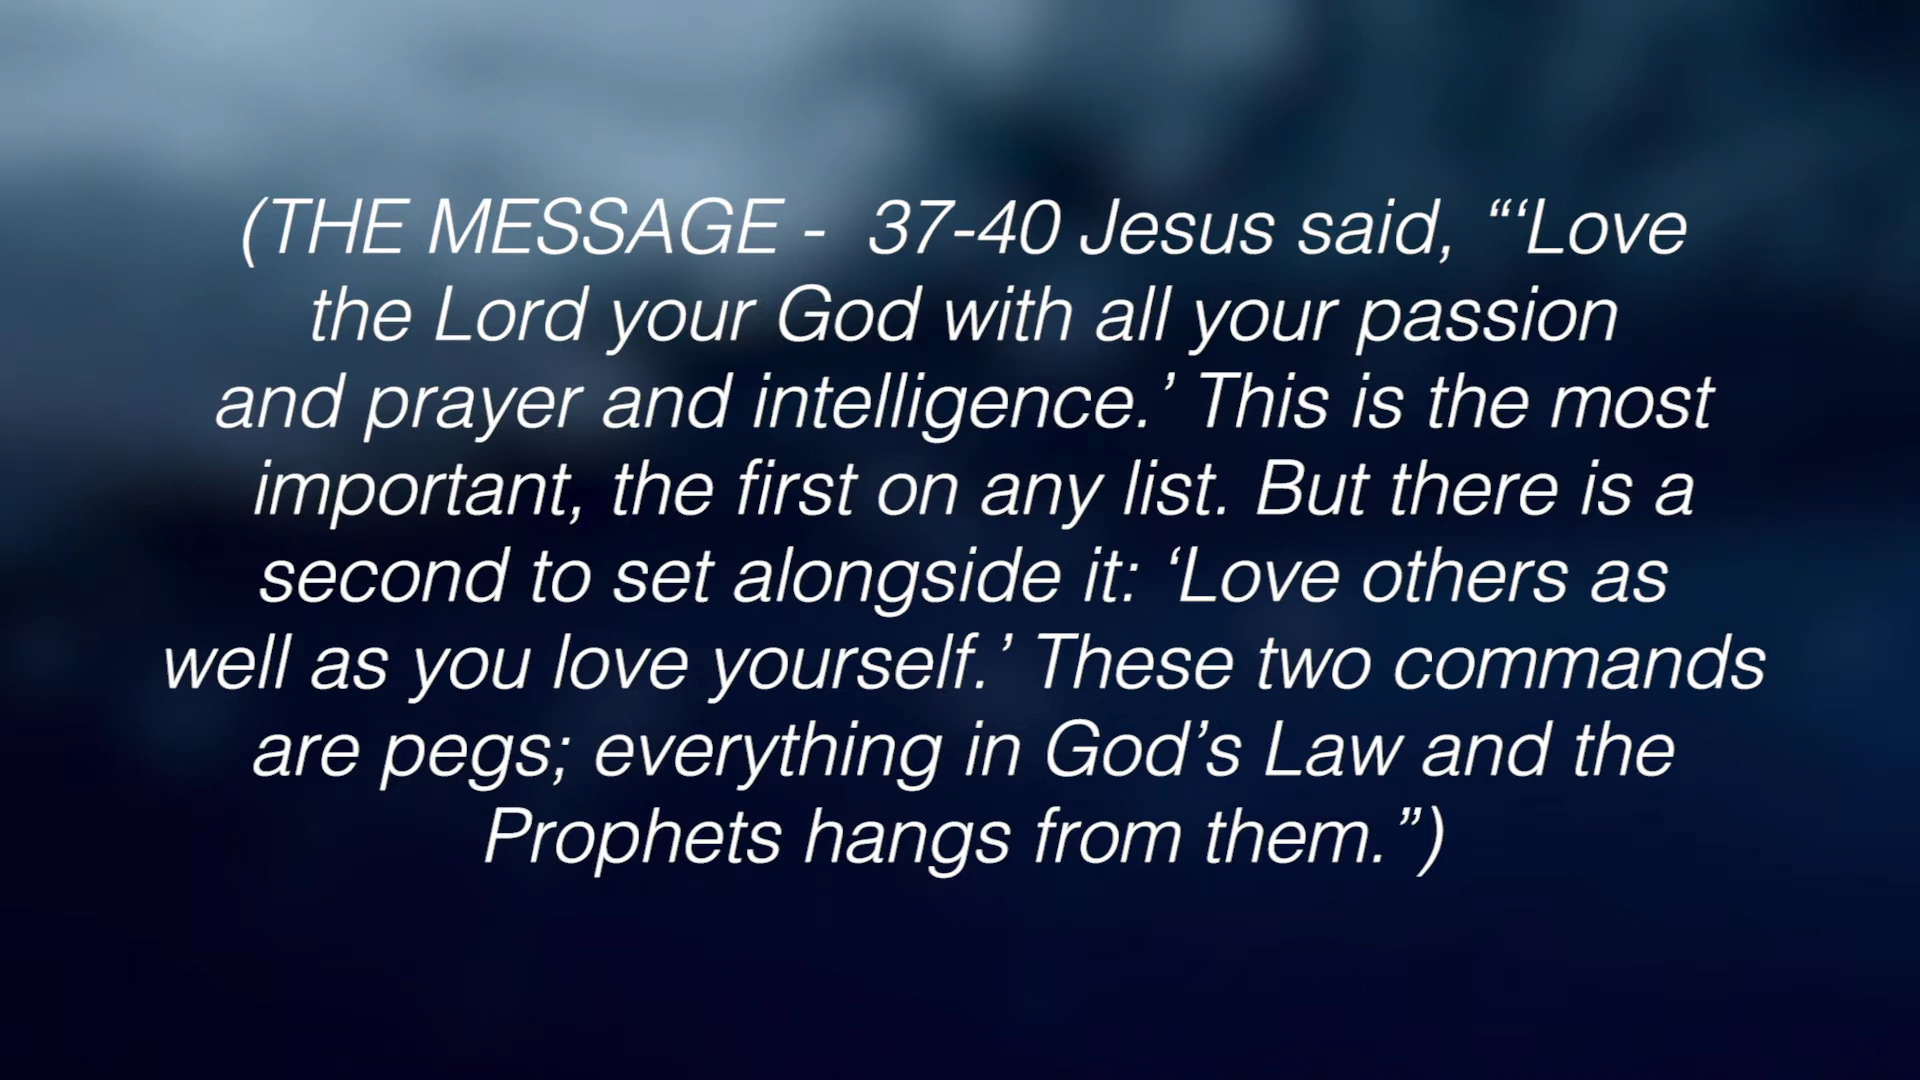 (THE MESSAGE -  37-40 Jesus said, “‘Love
the Lord your God with all your passion
and prayer and intelligence.’ This is the most
important, the first on any list. But there is a
second to set alongside it: ‘Love others as
well as you love yourself.’ These two commands
are pegs; everything in God’s Law and the
Prophets hangs from them.”)